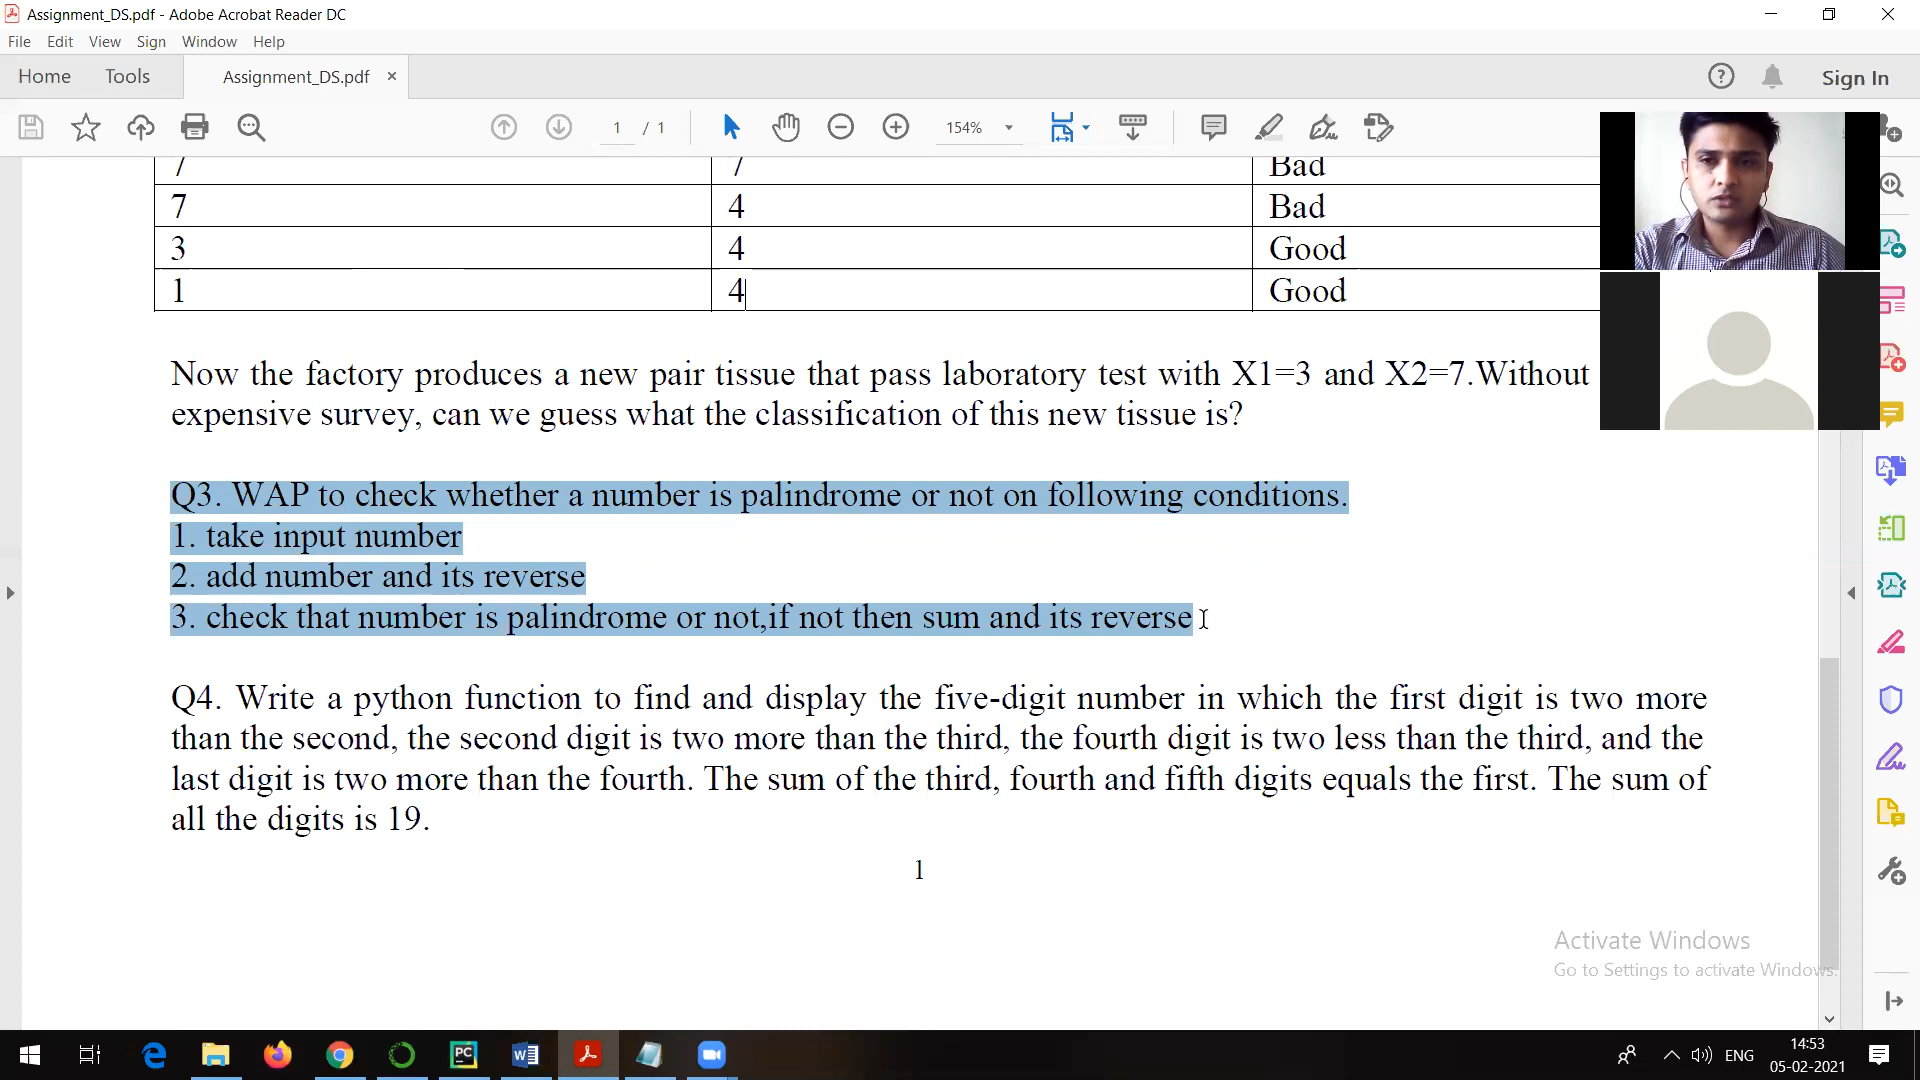 Assignment_DS.pdf - Adobe Acrobat Reader DC
File Edit View Sign Window Help
Home Tools Assignment_DS.pdf × Sign In
1 / 1 154%
7 7 Bad
7 4 Bad
3 4 Good
1 4 Good
Now the factory produces a new pair tissue that pass laboratory test with X1=3 and X2=7.Without
expensive survey, can we guess what the classification of this new tissue is?
Q3. WAP to check whether a number is palindrome or not on following conditions.
1. take input number
2. add number and its reverse
3. check that number is palindrome or not,if not then sum and its reverse
Q4. Write a python function to find and display the five-digit number in which the first digit is two more
than the second, the second digit is two more than the third, the fourth digit is two less than the third, and the
last digit is two more than the fourth. The sum of the third, fourth and fifth digits equals the first. The sum of
all the digits is 19.
1
Activate Windows
Go to Settings to activate Windows.
PC
ENG
14:53
05-02-2021